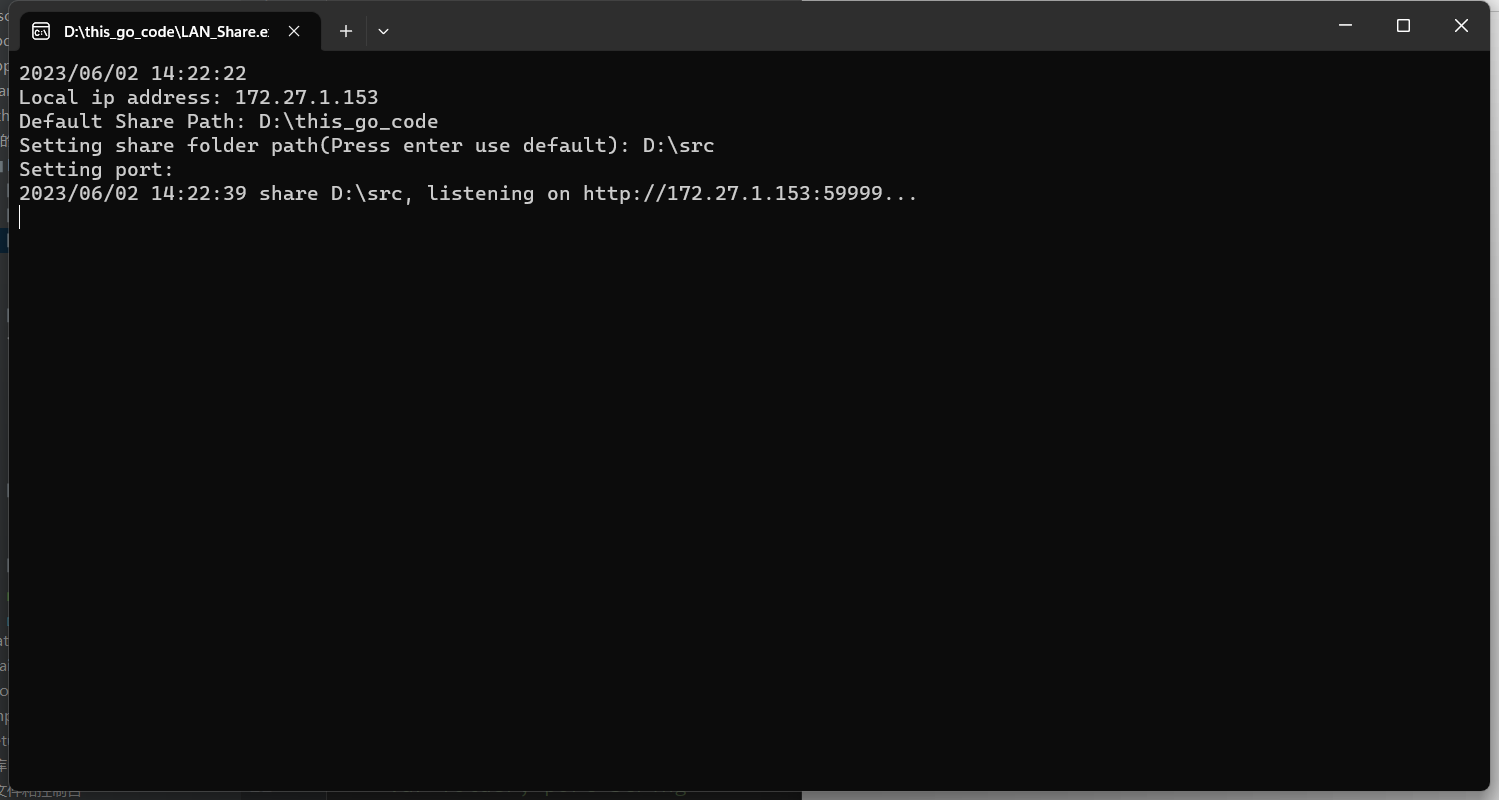 D:\this_go_code\LAN_Share.e
2023/06/02 14:22:22
Local ip address: 172.27.1.153
Default Share Path: D:\this_go_code
Setting share folder path(Press enter use default): D:\src
Setting port:
2023/06/02 14:22:39 share D:\src, listening on http://172.27.1.153:59999...